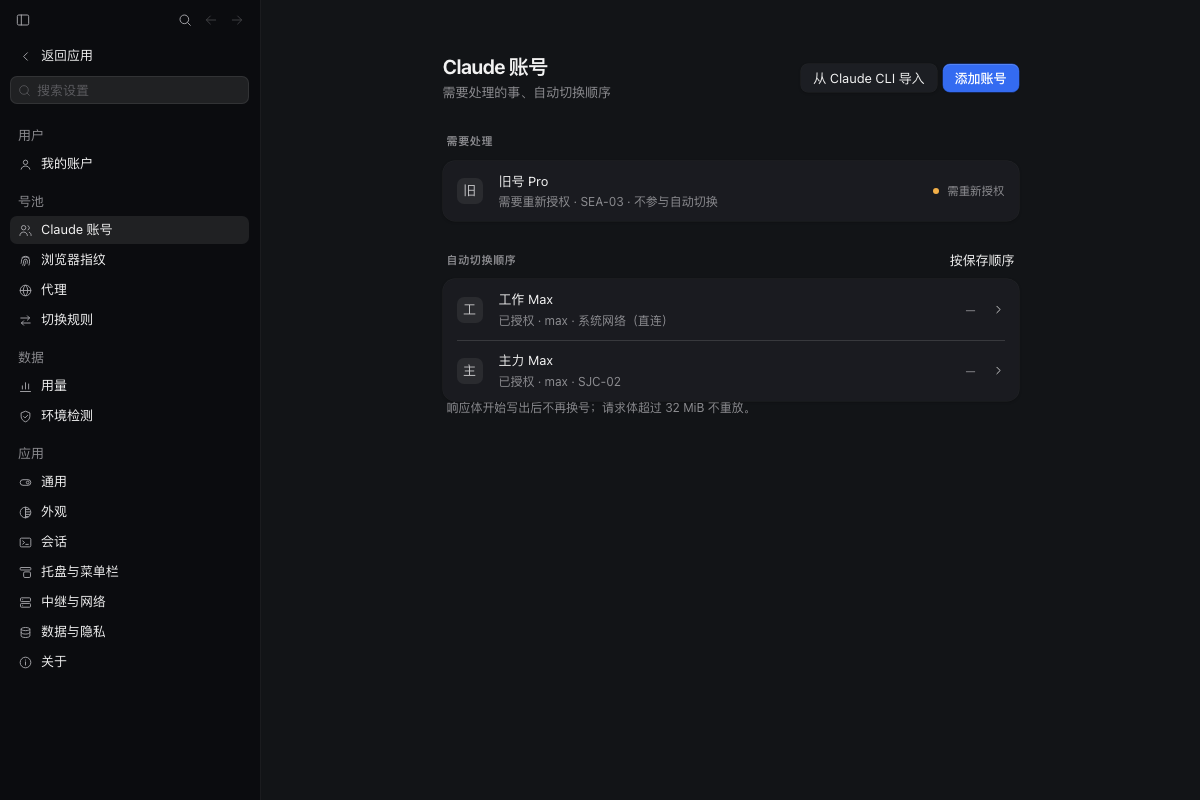 返回应用
搜索设置
用户
我的账户
号池
Claude 账号
浏览器指纹
代理
切换规则
数据
用量
环境检测
应用
通用
外观
会话
托盘与菜单栏
中继与网络
数据与隐私
关于
Claude 账号
需要处理的事、自动切换顺序
从 Claude CLI 导入
添加账号
需要处理
旧
旧号 Pro
需要重新授权 · SEA-03 · 不参与自动切换
需重新授权
自动切换顺序
按保存顺序
工
工作 Max
已授权 · max · 系统网络（直连）
—
主
主力 Max
已授权 · max · SJC-02
—
响应体开始写出后不再换号；请求体超过 32 MiB 不重放。